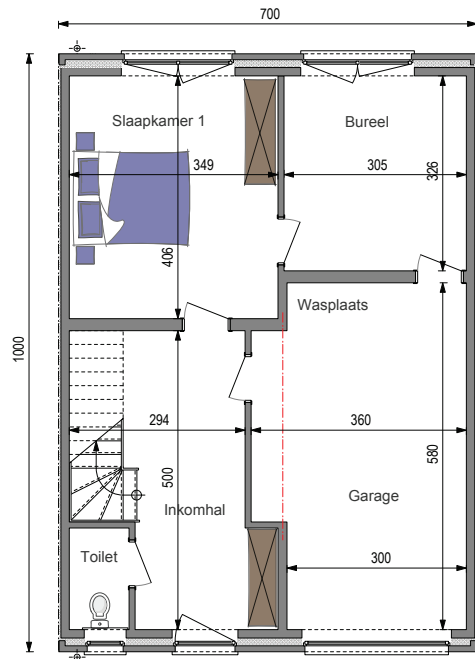 700
Slaapkamer 1
Bureel
349
305
326
406
Wasplaats
1000
294
360
500
580
Inkomhal
Garage
Toilet
300